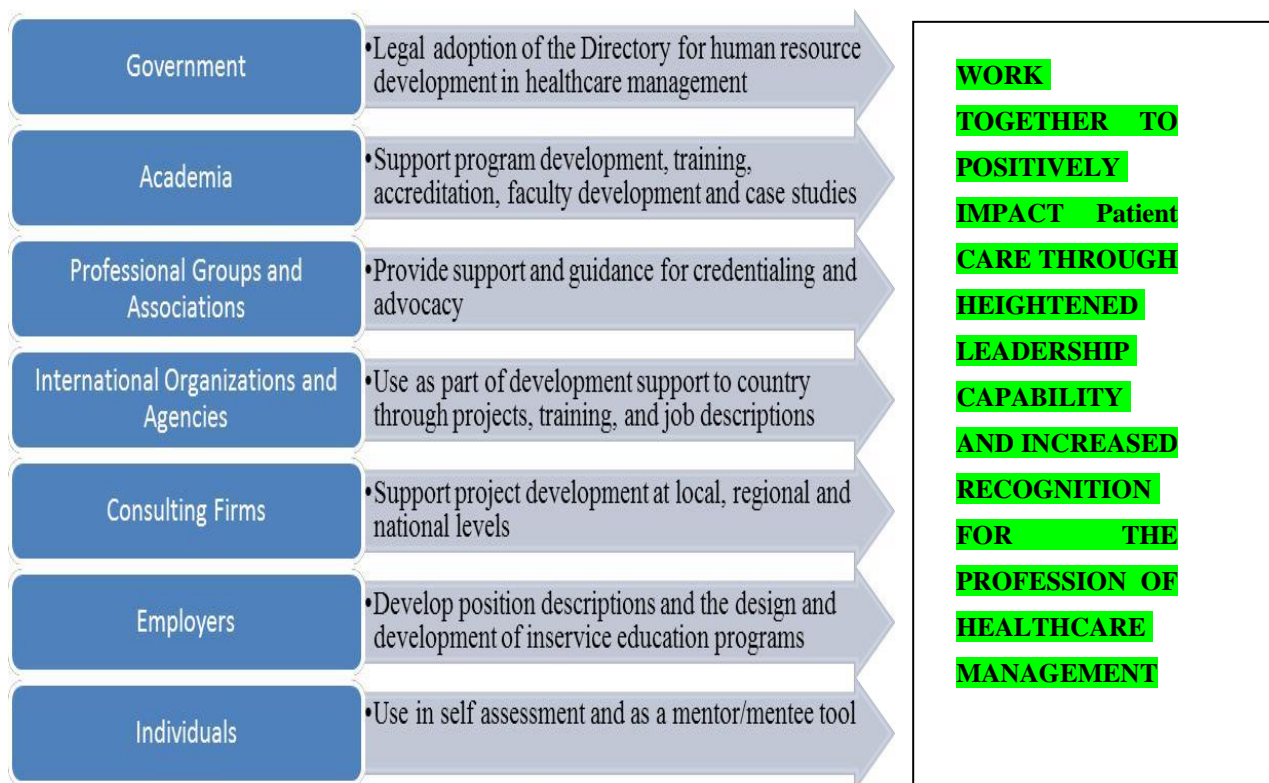 Government
•Legal adoption of the Directory for human resource
development in healthcare management
Academia
•Support program development, training,
accreditation, faculty development and case studies
Professional Groups and
Associations
•Provide support and guidance for credentialing and
advocacy
International Organizations and
Agencies
•Use as part of development support to country
through projects, training, and job descriptions
Consulting Firms
•Support project development at local, regional and
national levels
Employers
•Develop position descriptions and the design and
development of inservice education programs
Individuals
•Use in self assessment and as a mentor/mentee tool
WORK
TOGETHER TO
POSITIVELY
IMPACT Patient
CARE THROUGH
HEIGHTENED
LEADERSHIP
CAPABILITY
AND INCREASED
RECOGNITION
FOR THE
PROFESSION OF
HEALTHCARE
MANAGEMENT